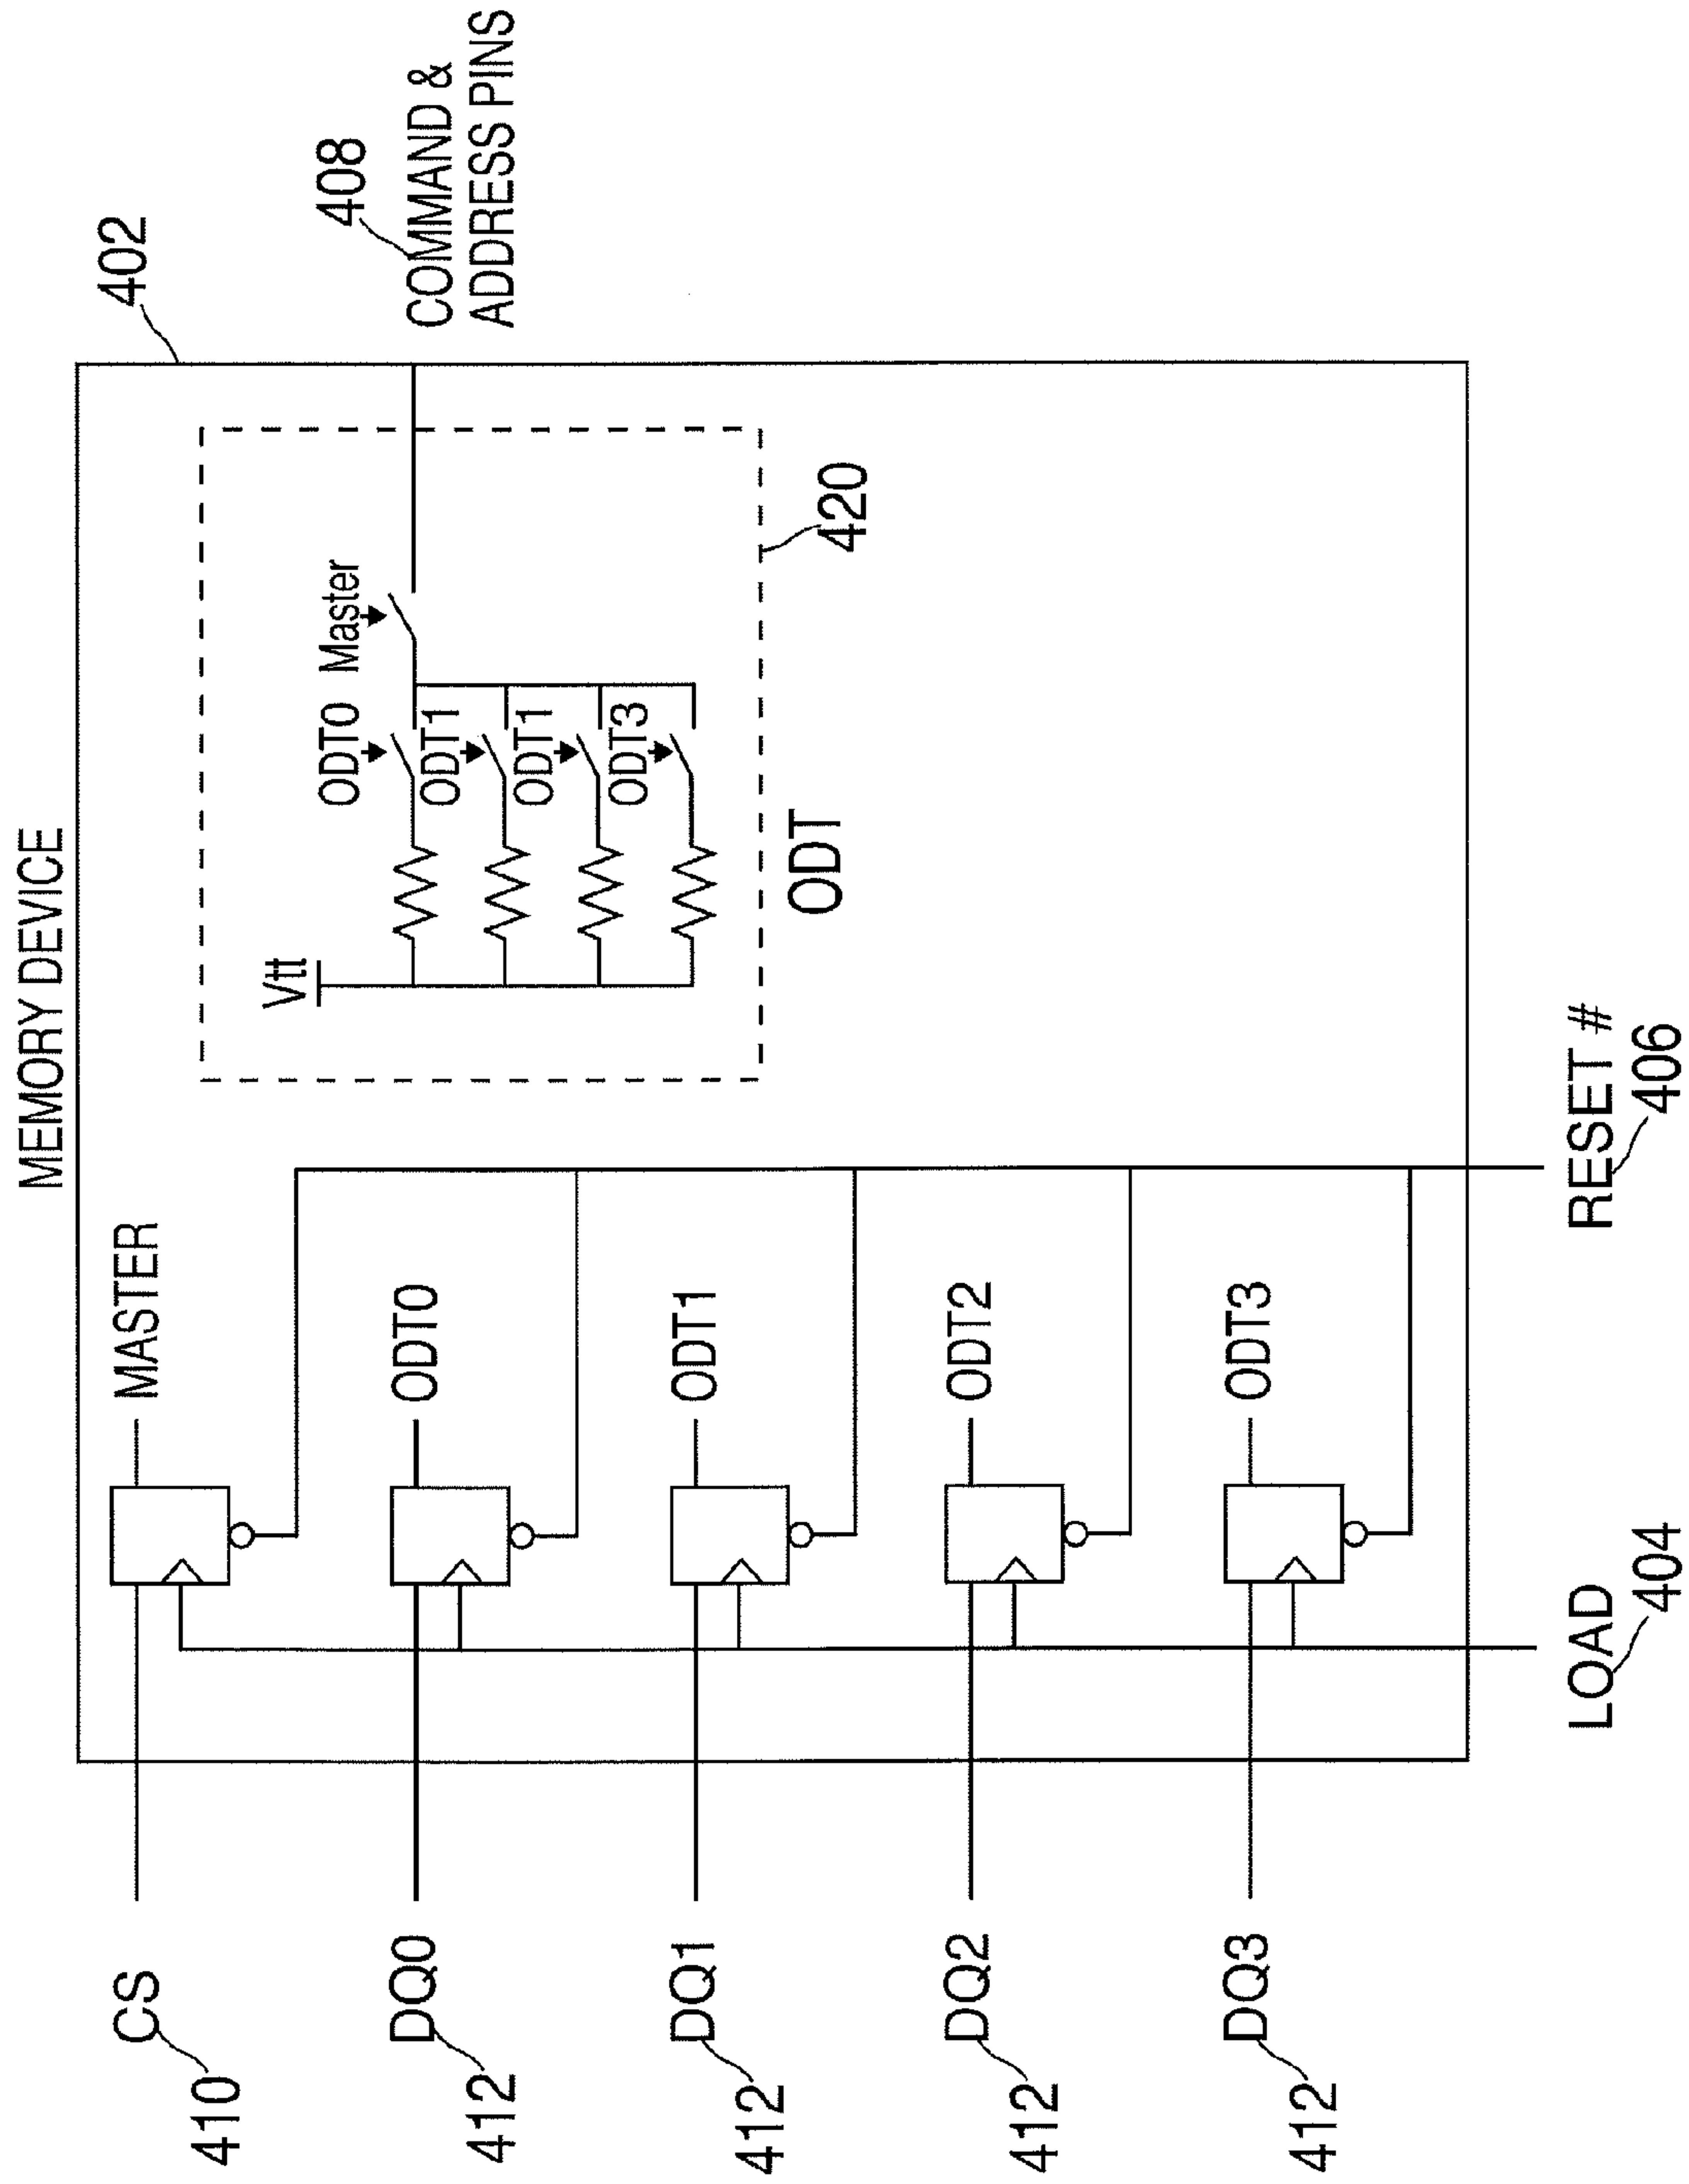 MEMORY DEVICE
402
CS
410
MASTER
DQ0
412
ODT0
DQ1
412
ODT1
DQ2
412
ODT2
DQ3
412
ODT3
Vtt
ODT0
Master
ODT1
ODT1
ODT3
ODT
420
408
COMMAND &
ADDRESS PINS
LOAD
404
RESET #
406